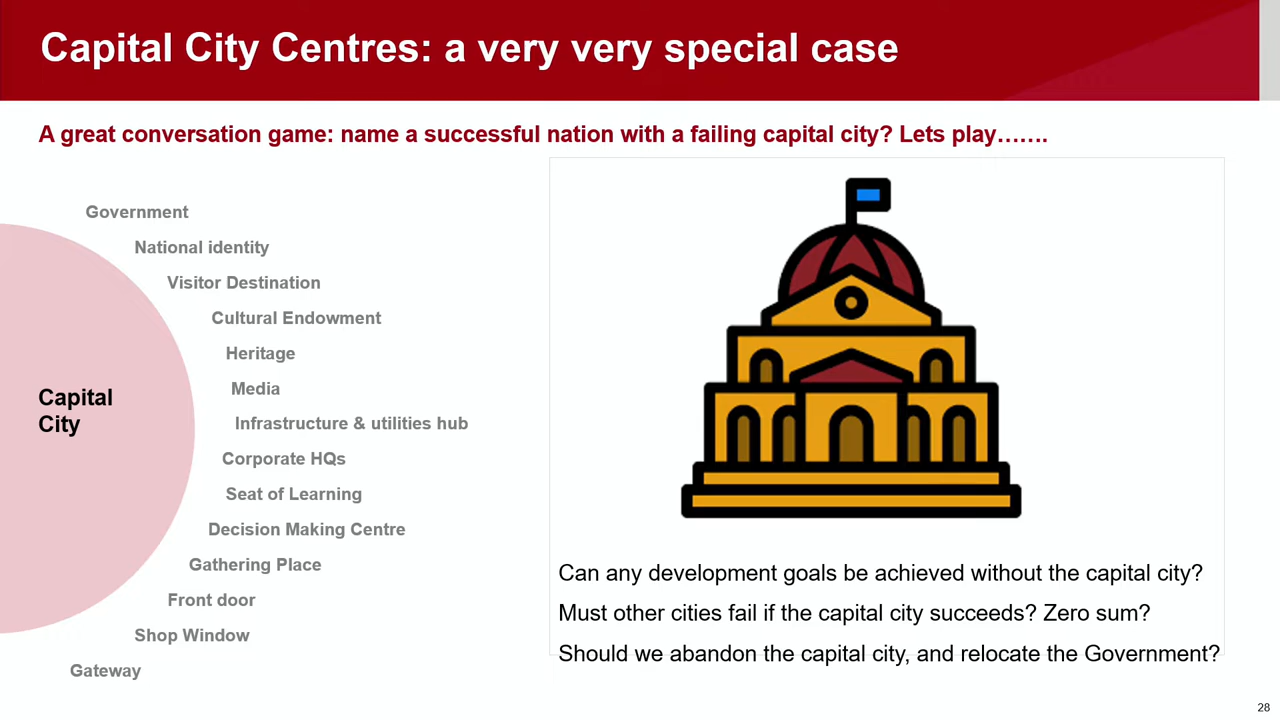 Capital City Centres: a very very special case
A great conversation game: name a successful nation with a failing capital city? Lets play…….
Government
National identity
Visitor Destination
Cultural Endowment
Heritage
Media
Infrastructure & utilities hub
Corporate HQs
Seat of Learning
Decision Making Centre
Gathering Place
Front door
Shop Window
Gateway
Capital
City
Can any development goals be achieved without the capital city?
Must other cities fail if the capital city succeeds? Zero sum?
Should we abandon the capital city, and relocate the Government?
28